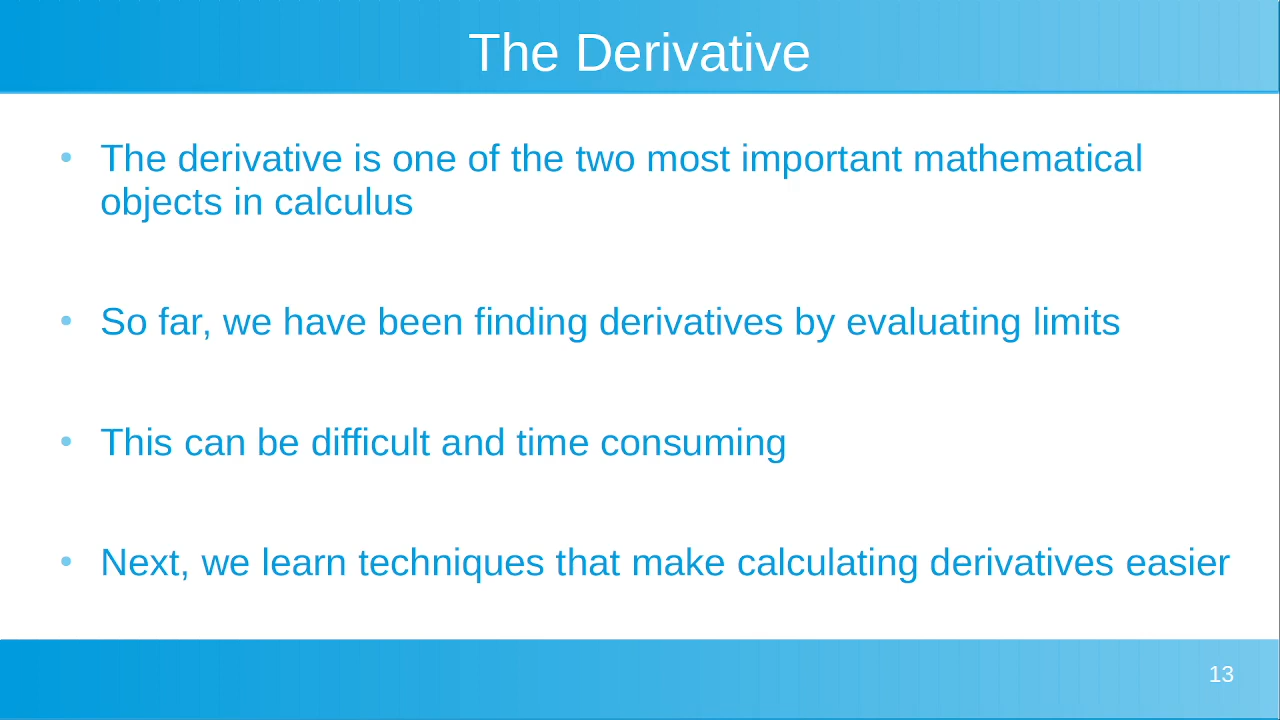 The Derivative
• The derivative is one of the two most important mathematical
objects in calculus
• So far, we have been finding derivatives by evaluating limits
• This can be difficult and time consuming
• Next, we learn techniques that make calculating derivatives easier
13